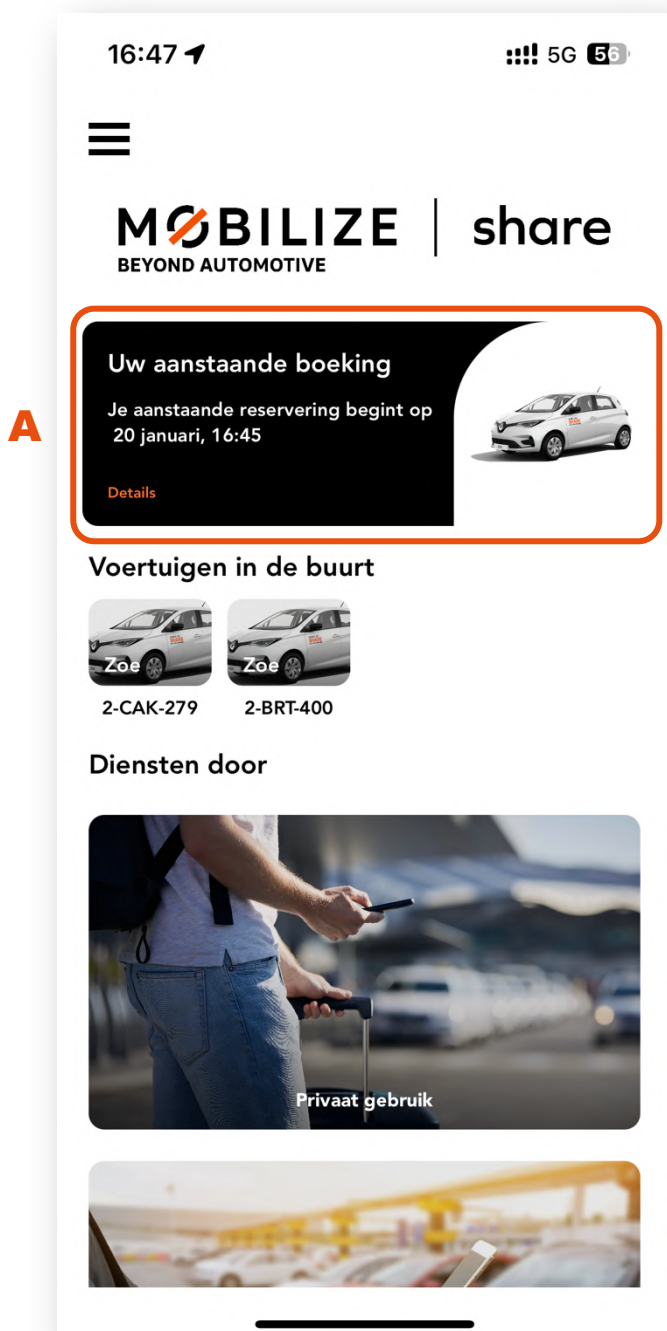 16:47
5G 56
MOBILIZE | share
BEYOND AUTOMOTIVE
A
Uw aanstaande boeking
Je aanstaande reservering begint op
20 januari, 16:45
Details
Voertuigen in de buurt
Zoe Zoe
2-CAK-279 2-BRT-400
Diensten door
Privaat gebruik